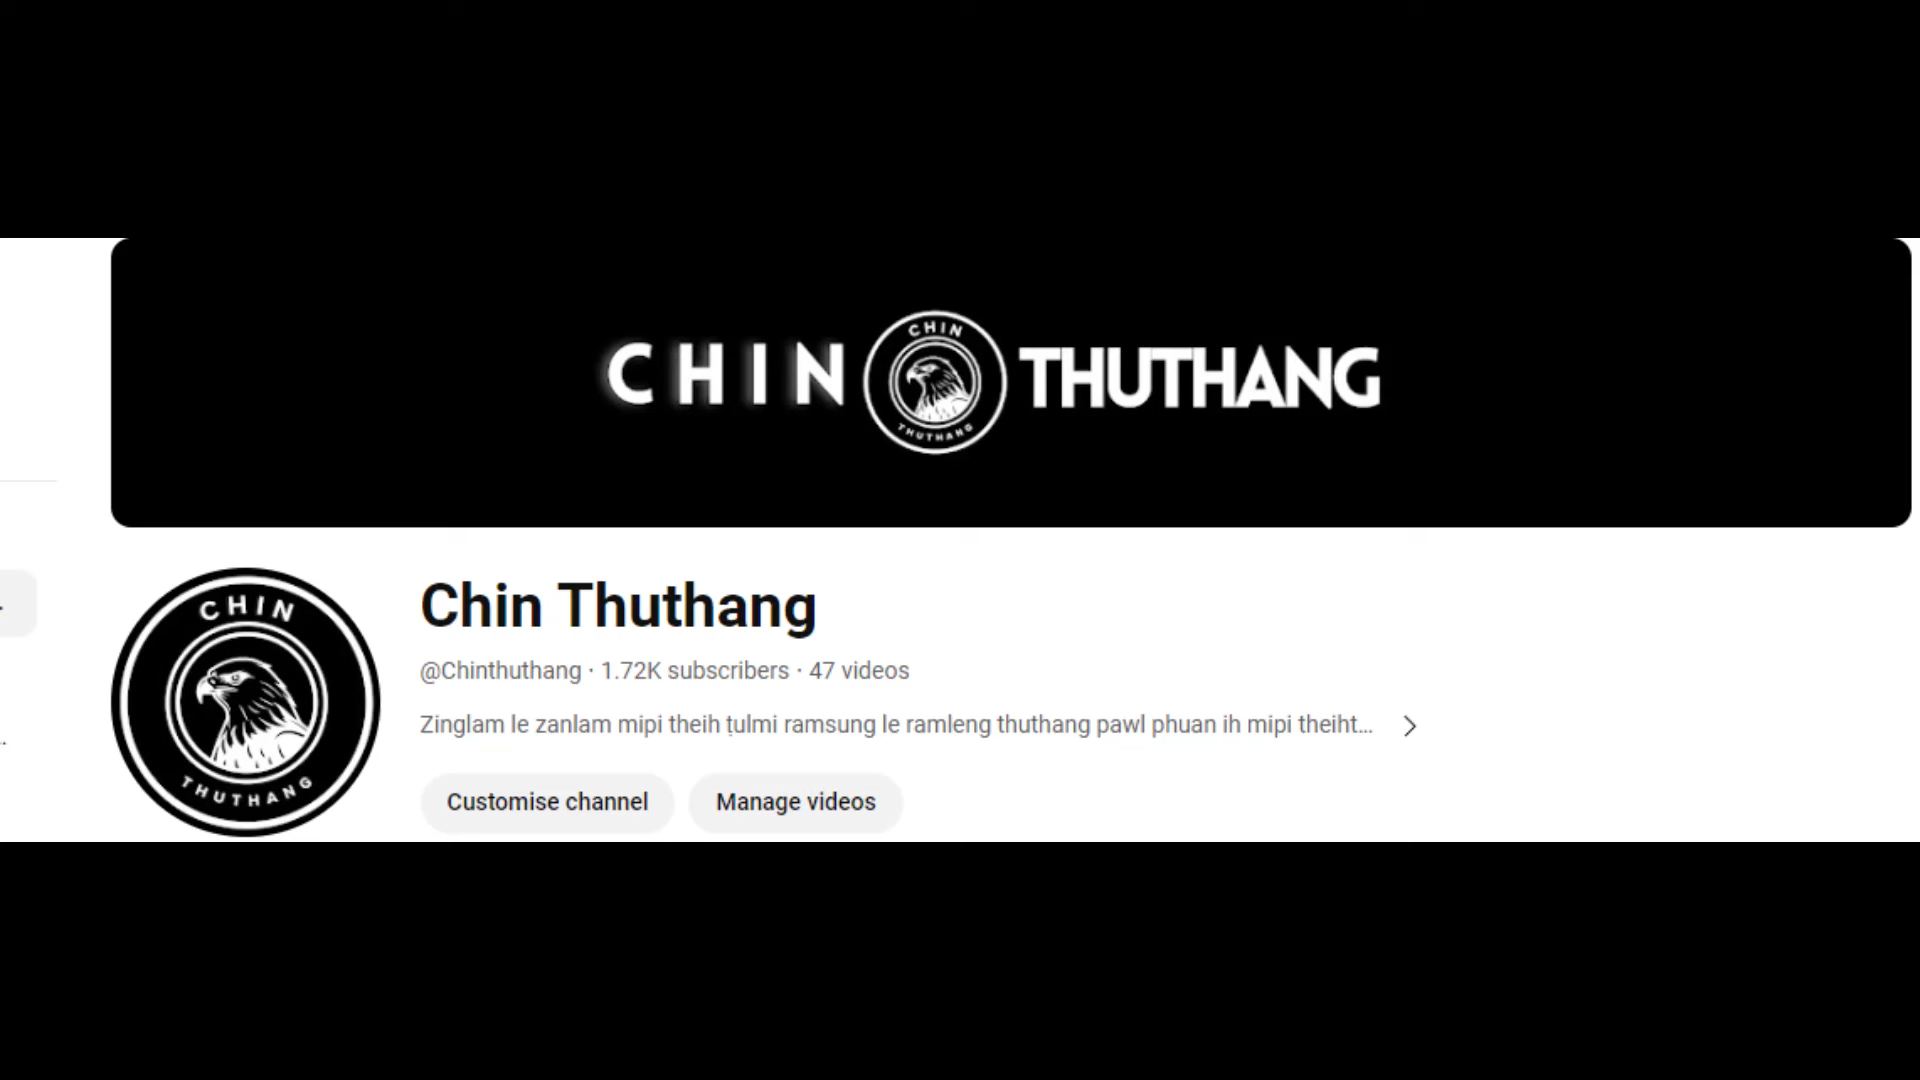 CHIN THUTHANG
CHIN
THUTHANG
CHIN
THUTHANG
Chin Thuthang
@Chinthuthang · 1.72K subscribers · 47 videos
Zinglam le zanlam mipi theih ṭulmi ramsung le ramleng thuthang pawl phuan ih mipi theiht...
Customise channel
Manage videos